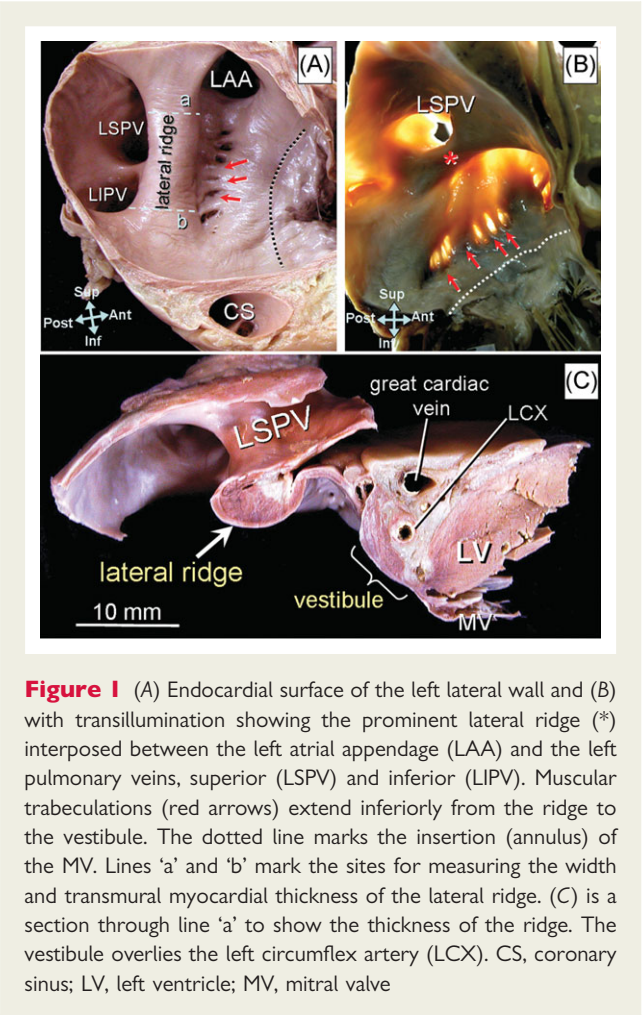 (A)
LAA
a
LSPV
lateral ridge
LIPV
b
CS
Sup
Post
Ant
Inf
(B)
LSPV
*
Sup
Post
Ant
Inf
(C)
great cardiac
vein
LCX
LSPV
LV
lateral ridge
vestibule
10 mm
MV
Figure 1 (A) Endocardial surface of the left lateral wall and (B)
with transillumination showing the prominent lateral ridge (*)
interposed between the left atrial appendage (LAA) and the left
pulmonary veins, superior (LSPV) and inferior (LIPV). Muscular
trabeculations (red arrows) extend inferiorly from the ridge to
the vestibule. The dotted line marks the insertion (annulus) of
the MV. Lines ‘a’ and ‘b’ mark the sites for measuring the width
and transmural myocardial thickness of the lateral ridge. (C) is a
section through line ‘a’ to show the thickness of the ridge. The
vestibule overlies the left circumflex artery (LCX). CS, coronary
sinus; LV, left ventricle; MV, mitral valve